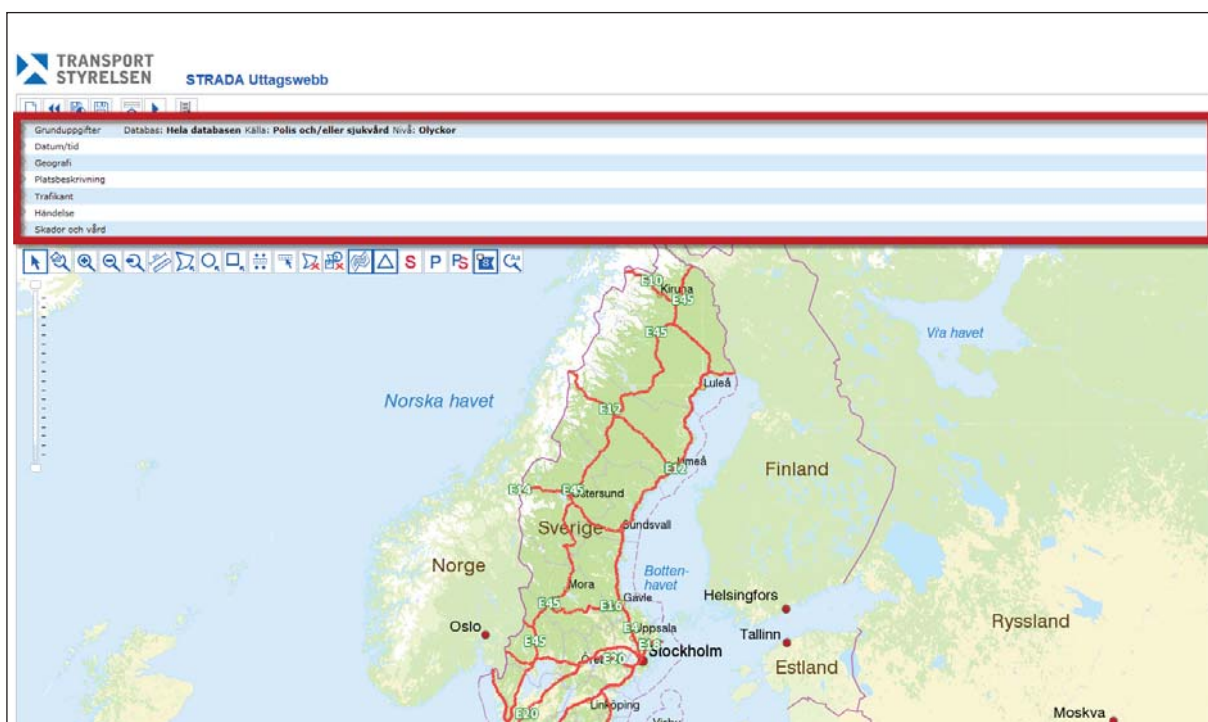 TRANSPORT
STYRELSEN
STRADA Uttagswebb
Grunduppgifter Databas: Hela databasen Källa: Polis och/eller sjukvård Nivå: Olyckor
Datum/tid
Geografi
Platsbeskrivning
Trafikant
Händelse
Skador och vård
S P PS
E10
Kiruna
E45
E45
Vita havet
Norska havet
Luleå
E12
Umeå
E12
Finland
E14 E45 Östersund
Sverige Sundsvall
Norge
Botten-
havet
Mora
E45 E16 Gävle
Helsingfors
Ryssland
Oslo
E4 Uppsala
Tallinn
E45
E18
Stockholm
E20
Estland
Linköping
E20
Visby
Moskva